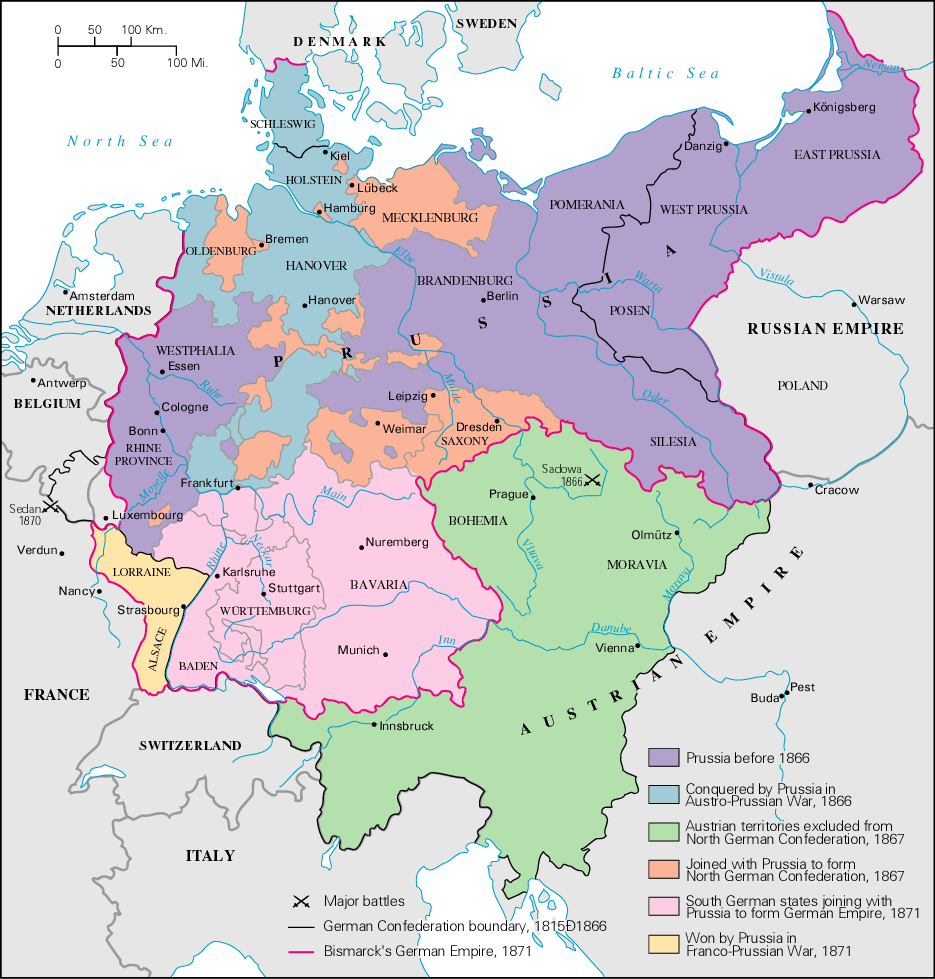 0 50 100 Km.
0 50 100 Mi.
SWEDEN
DENMARK
Baltic Sea
North Sea
Neman
Königsberg
EAST PRUSSIA
SCHLESWIG
Kiel
Danzig
HOLSTEIN
Lübeck
Hamburg
MECKLENBURG
POMERANIA
WEST PRUSSIA
OLDENBURG
Bremen
HANOVER
Elbe
BRANDENBURG
Berlin
Warta
Vistula
Amsterdam
NETHERLANDS
Hanover
POSEN
Warsaw
RUSSIAN EMPIRE
PRUSSIA
WESTPHALIA
Essen
Ruhr
POLAND
Antwerp
BELGIUM
Cologne
Bonn
RHINE
PROVINCE
Leipzig
Mulde
Oder
Weimar
Dresden
SAXONY
SILESIA
Moselle
Frankfurt
Main
Sadowa
1866
Prague
Cracow
Sedan
1870
Luxembourg
BOHEMIA
Vltava
Olmütz
MORAVIA
Morava
Verdun
Nancy
LORRAINE
Rhine
Neckar
Karlsruhe
Stuttgart
Nuremberg
BAVARIA
Strasbourg
WÜRTTEMBURG
ALSACE
BADEN
Munich
Inn
Danube
Vienna
Buda
Pest
FRANCE
SWITZERLAND
Innsbruck
AUSTRIAN EMPIRE
ITALY
Prussia before 1866
Conquered by Prussia in
Austro-Prussian War, 1866
Austrian territories excluded from
North German Confederation, 1867
Joined with Prussia to form
North German Confederation, 1867
South German states joining with
Prussia to form German Empire, 1871
Won by Prussia in
Franco-Prussian War, 1871
Major battles
German Confederation boundary, 1815Ð1866
Bismarck's German Empire, 1871